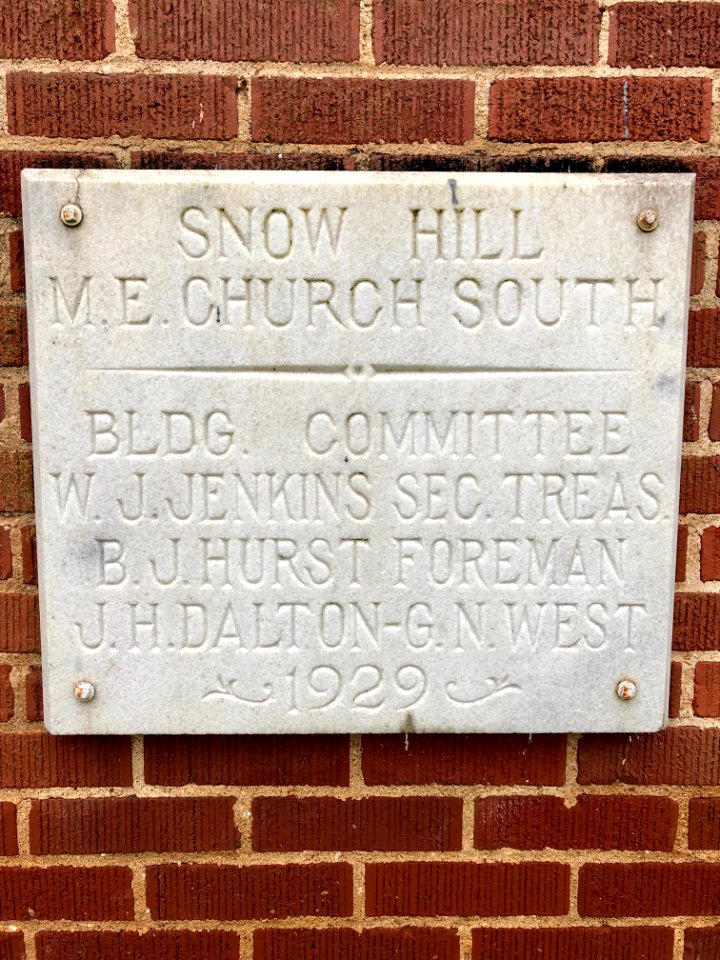 SNOW HILL
M.E. CHURCH SOUTH
BLDG. COMMITTEE
W. J. JENKINS SEC. TREAS.
B. J. HURST FOREMAN
J. H. DALTON-G. N. WEST
1929